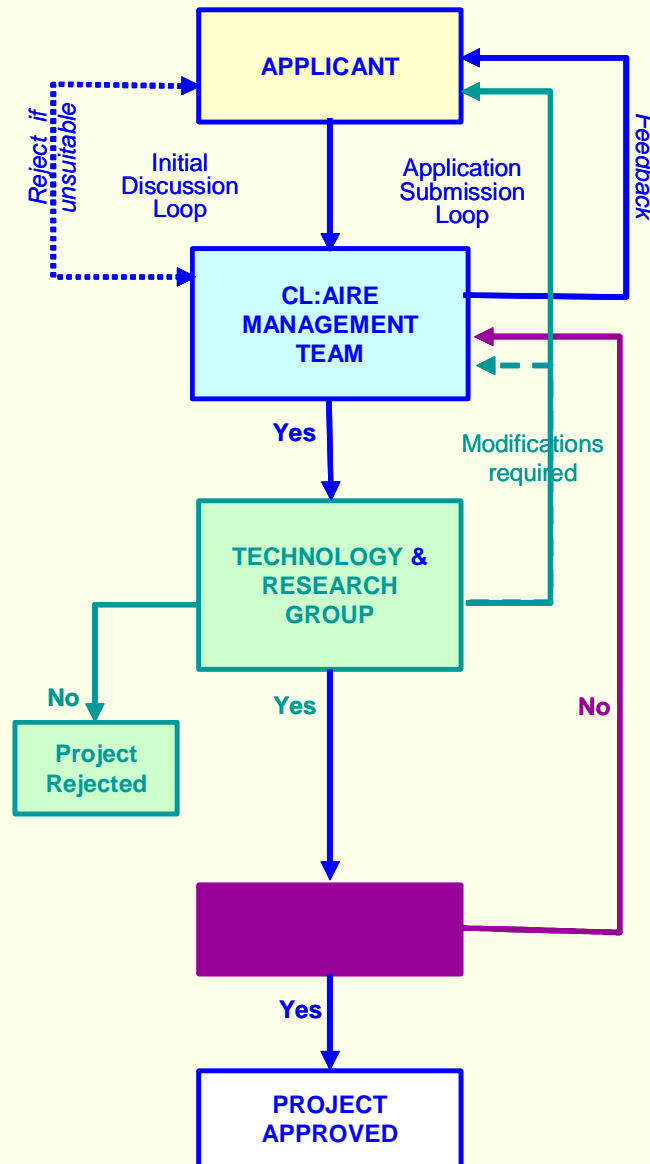 APPLICANT
Reject if
unsuitable
Initial
Discussion
Loop
Application
Submission
Loop
Feedback
CL:AIRE
MANAGEMENT
TEAM
Yes
Modifications
required
TECHNOLOGY &
RESEARCH
GROUP
No
Yes
No
Project
Rejected
Yes
PROJECT
APPROVED